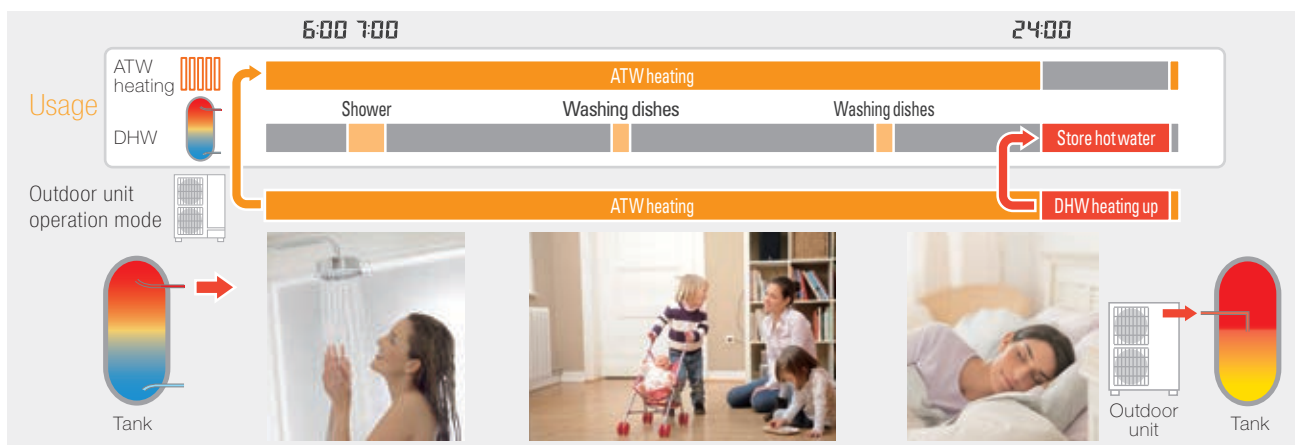 6:00 7:00 24:00
Usage
ATW
heating
ATW heating
Shower Washing dishes Washing dishes
DHW
Store hot water
Outdoor unit
operation mode
ATW heating
DHW heating up
Tank
Outdoor
unit
Tank